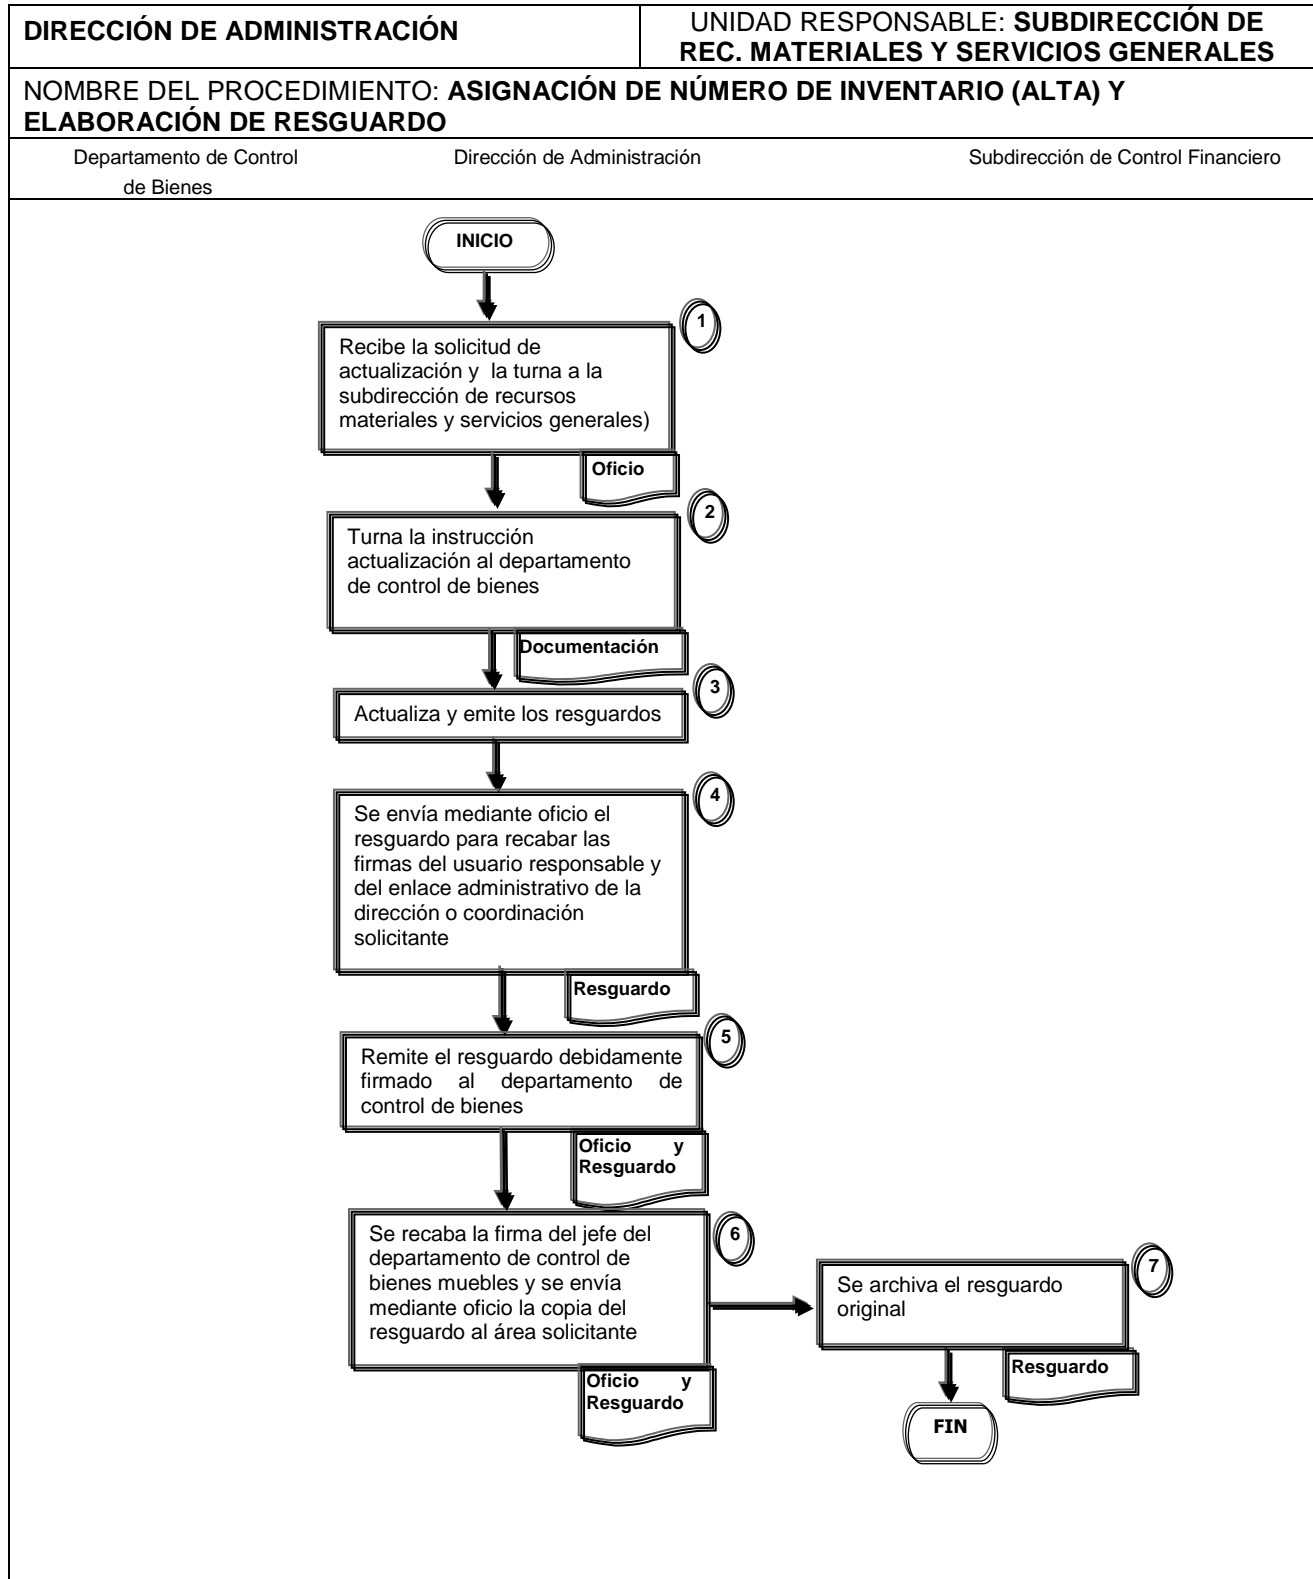 DIRECCIÓN DE ADMINISTRACIÓN
UNIDAD RESPONSABLE: SUBDIRECCIÓN DE
REC. MATERIALES Y SERVICIOS GENERALES
NOMBRE DEL PROCEDIMIENTO: ASIGNACIÓN DE NÚMERO DE INVENTARIO (ALTA) Y
ELABORACIÓN DE RESGUARDO
Departamento de Control
de Bienes
Dirección de Administración
Subdirección de Control Financiero
INICIO
1
Recibe la solicitud de
actualización y la turna a la
subdirección de recursos
materiales y servicios generales)
Oficio
2
Turna la instrucción
actualización al departamento
de control de bienes
Documentación
3
Actualiza y emite los resguardos
4
Se envía mediante oficio el
resguardo para recabar las
firmas del usuario responsable y
del enlace administrativo de la
dirección o coordinación
solicitante
Resguardo
5
Remite el resguardo debidamente
firmado al departamento de
control de bienes
Oficio y
Resguardo
6
Se recaba la firma del jefe del
departamento de control de
bienes muebles y se envía
mediante oficio la copia del
resguardo al área solicitante
Oficio y
Resguardo
7
Se archiva el resguardo
original
Resguardo
FIN